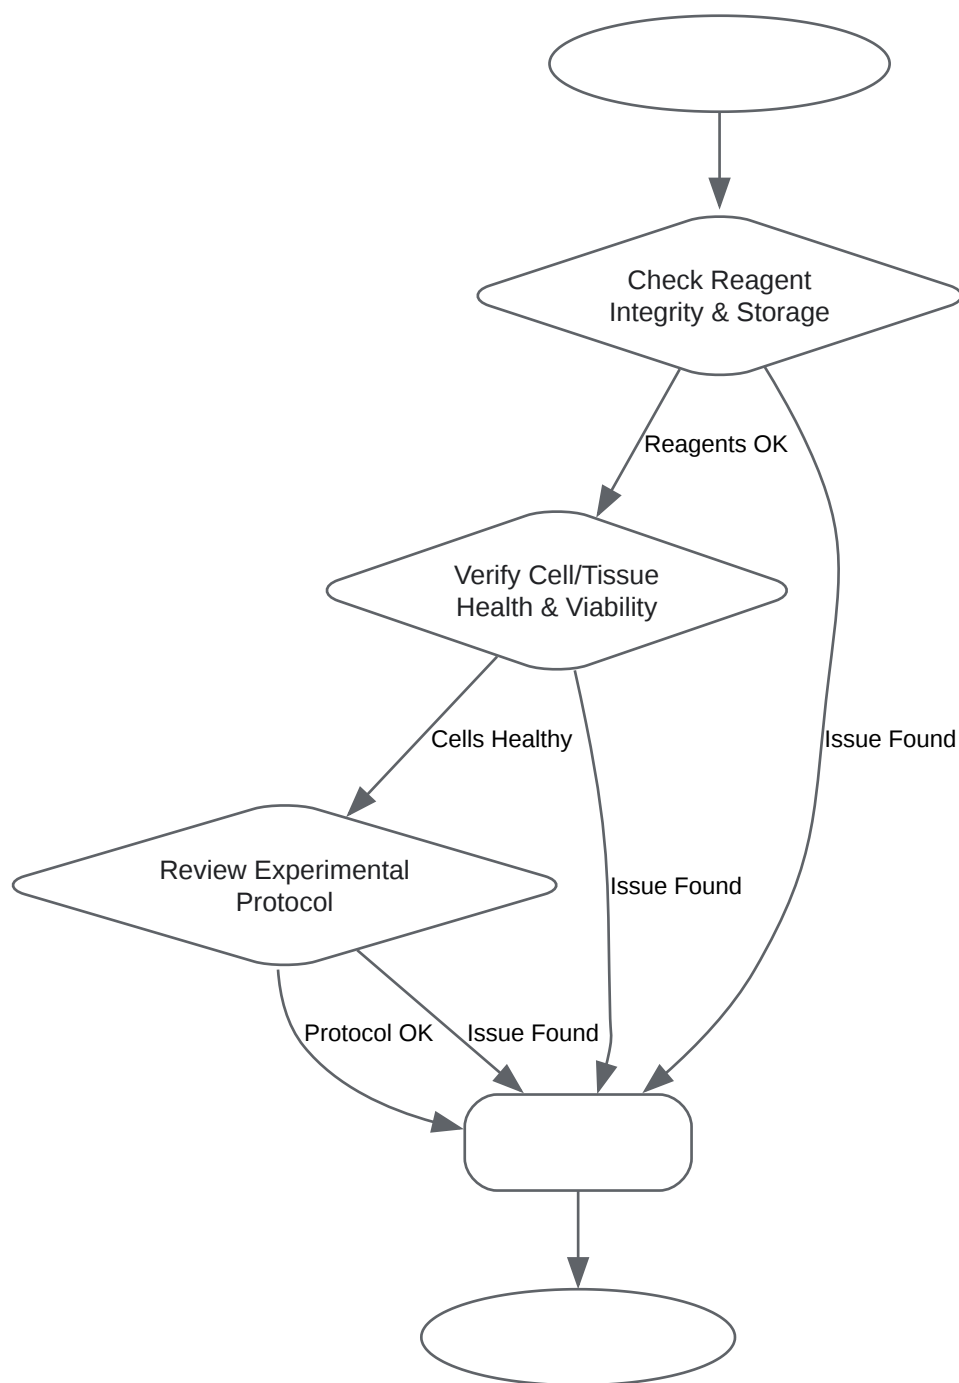 Check Reagent
Integrity & Storage
Reagents OK
Verify Cell/Tissue
Health & Viability
Cells Healthy
Issue Found
Review Experimental
Protocol
Issue Found
Protocol OK
Issue Found